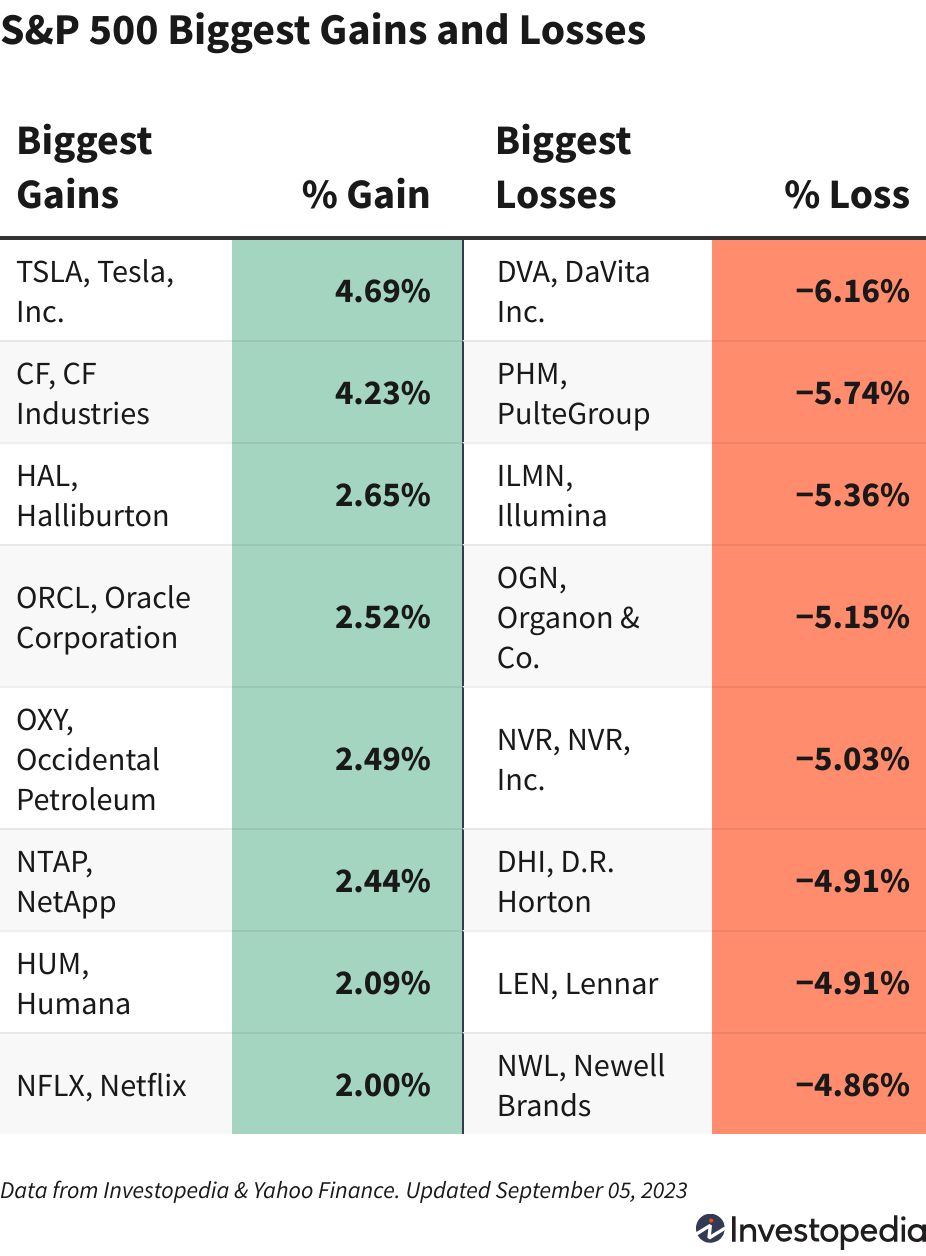 S&P 500 Biggest Gains and Losses
Biggest
Gains
% Gain
Biggest
Losses
% Loss
TSLA, Tesla,
Inc.
4.69%
DVA, DaVita
Inc.
−6.16%
CF, CF
Industries
4.23%
PHM,
PulteGroup
−5.74%
HAL,
Halliburton
2.65%
ILMN,
Illumina
−5.36%
ORCL, Oracle
Corporation
2.52%
OGN,
Organon &
Co.
−5.15%
OXY,
Occidental
Petroleum
2.49%
NVR, NVR,
Inc.
−5.03%
NTAP,
NetApp
2.44%
DHI, D.R.
Horton
−4.91%
HUM,
Humana
2.09%
LEN, Lennar
−4.91%
NFLX, Netflix
2.00%
NWL, Newell
Brands
−4.86%
Data from Investopedia & Yahoo Finance. Updated September 05, 2023
Investopedia